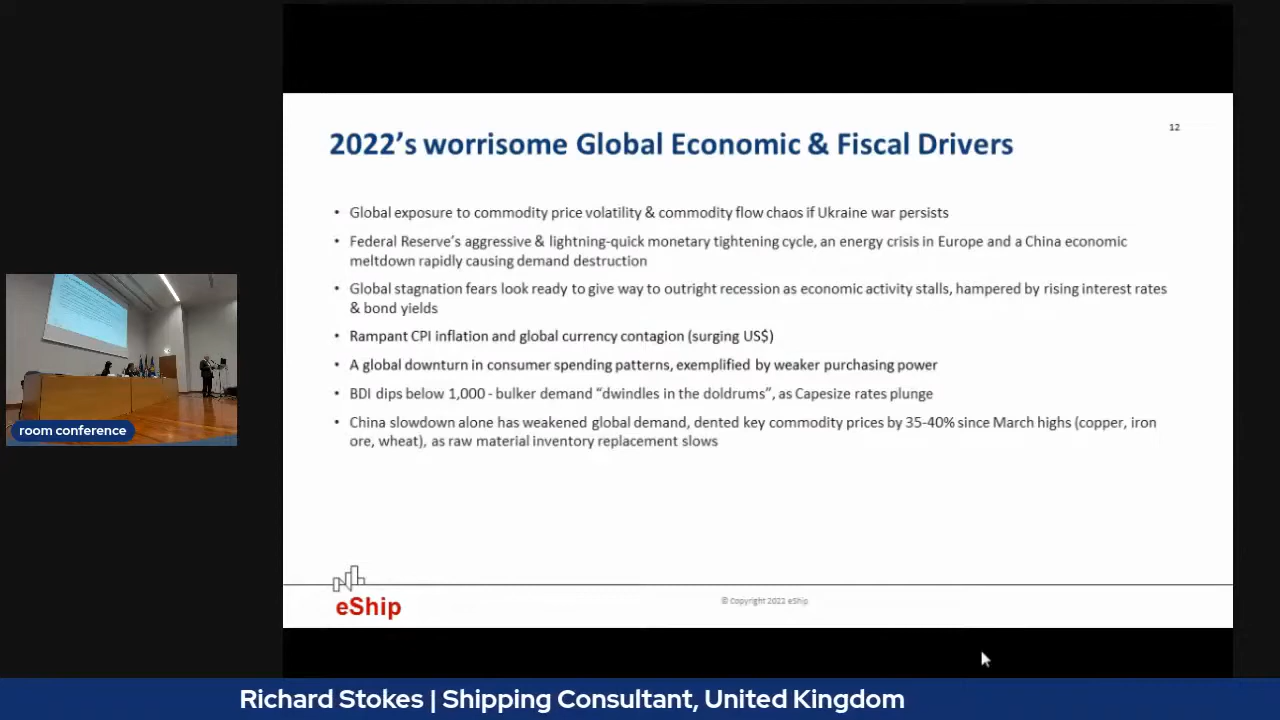 12
2022’s worrisome Global Economic & Fiscal Drivers
• Global exposure to commodity price volatility & commodity flow chaos if Ukraine war persists
• Federal Reserve’s aggressive & lightning-quick monetary tightening cycle, an energy crisis in Europe and a China economic
meltdown rapidly causing demand destruction
• Global stagnation fears look ready to give way to outright recession as economic activity stalls, hampered by rising interest rates
& bond yields
• Rampant CPI inflation and global currency contagion (surging US$)
• A global downturn in consumer spending patterns, exemplified by weaker purchasing power
• BDI dips below 1,000 - bulker demand “dwindles in the doldrums”, as Capesize rates plunge
• China slowdown alone has weakened global demand, dented key commodity prices by 35-40% since March highs (copper, iron
ore, wheat), as raw material inventory replacement slows
room conference
eShip
© Copyright 2022 eShip
Richard Stokes | Shipping Consultant, United Kingdom